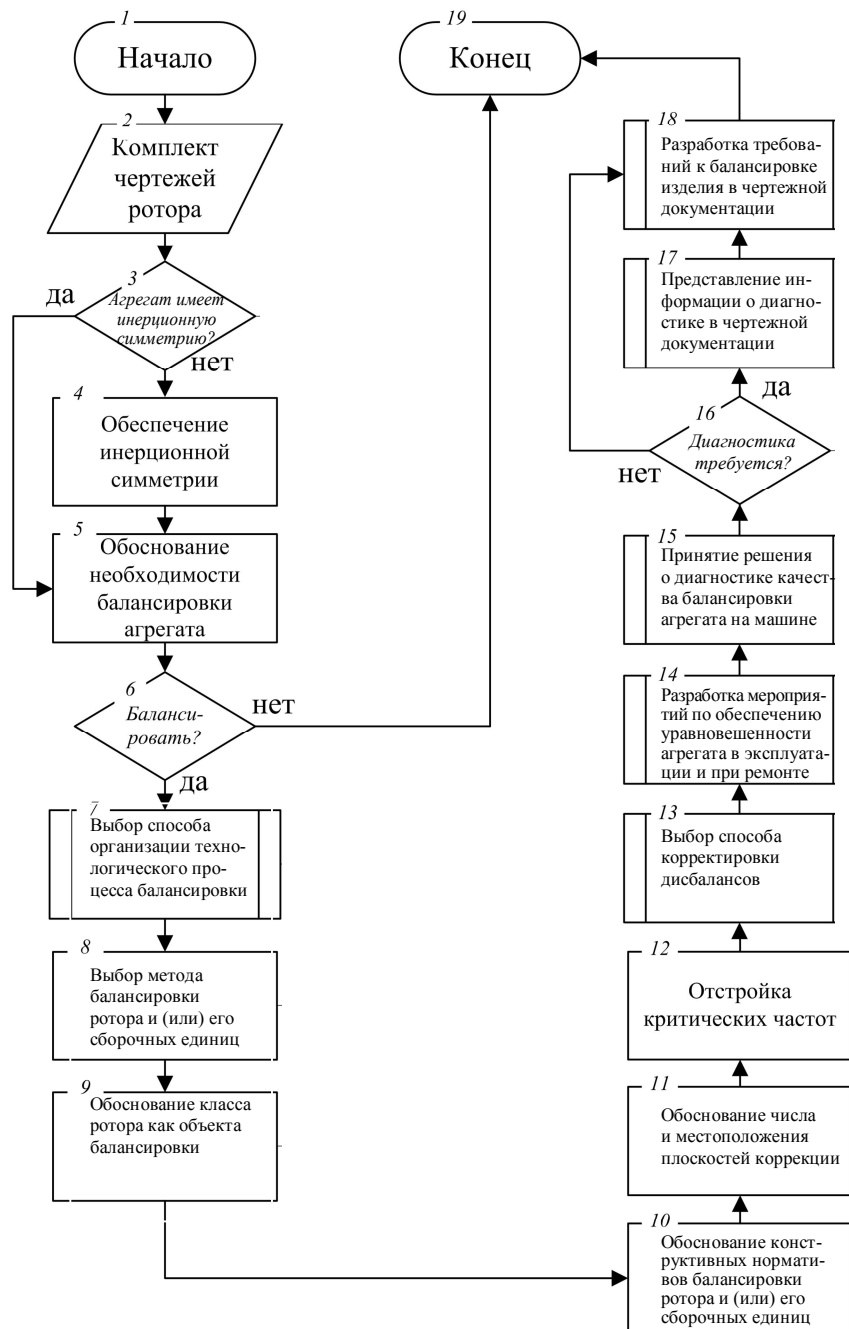 1
Начало
2
Комплект
чертежей
ротора
3
Агрегат имеет
инерционную
симметрию?
да
нет
4
Обеспечение
инерционной
симметрии
5
Обоснование
необходимости
балансировки
агрегата
6
Баланси-
ровать?
нет
да
7
Выбор способа
организации техно-
логического про-
цесса балансировки
8
Выбор метода
балансировки
ротора и (или) его
сборочных единиц
9
Обоснование класса
ротора как объекта
балансировки
10
Обоснование конст-
руктивных нормати-
вов балансировки
ротора и (или) его
сборочных единиц
11
Обоснование числа
и местоположения
плоскостей коррекции
12
Отстройка
критических частот
13
Выбор способа
корректировки
дисбалансов
14
Разработка мероприя-
тий по обеспечению
уравновешенности
агрегата в эксплуата-
ции и при ремонте
15
Принятие решения
о диагностике качест-
ва балансировки
агрегата на машине
16
Диагностика
требуется?
нет
да
17
Представление ин-
формации о диагно-
стике в чертежной
документации
18
Разработка требова-
ний к балансировке
изделия в чертежной
документации
19
Конец